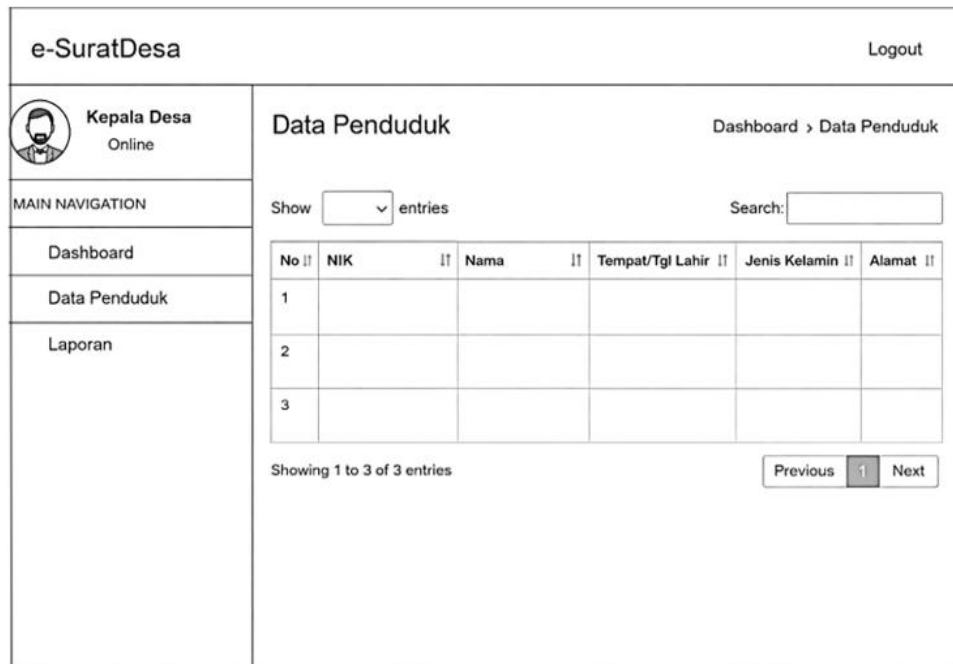 e-SuratDesa
Logout
Kepala Desa
Online
MAIN NAVIGATION
Dashboard
Data Penduduk
Laporan
Data Penduduk
Dashboard > Data Penduduk
Show entries
Search:
No NIK Nama Tempat/Tgl Lahir Jenis Kelamin Alamat
1
2
3
Showing 1 to 3 of 3 entries
Previous 1 Next